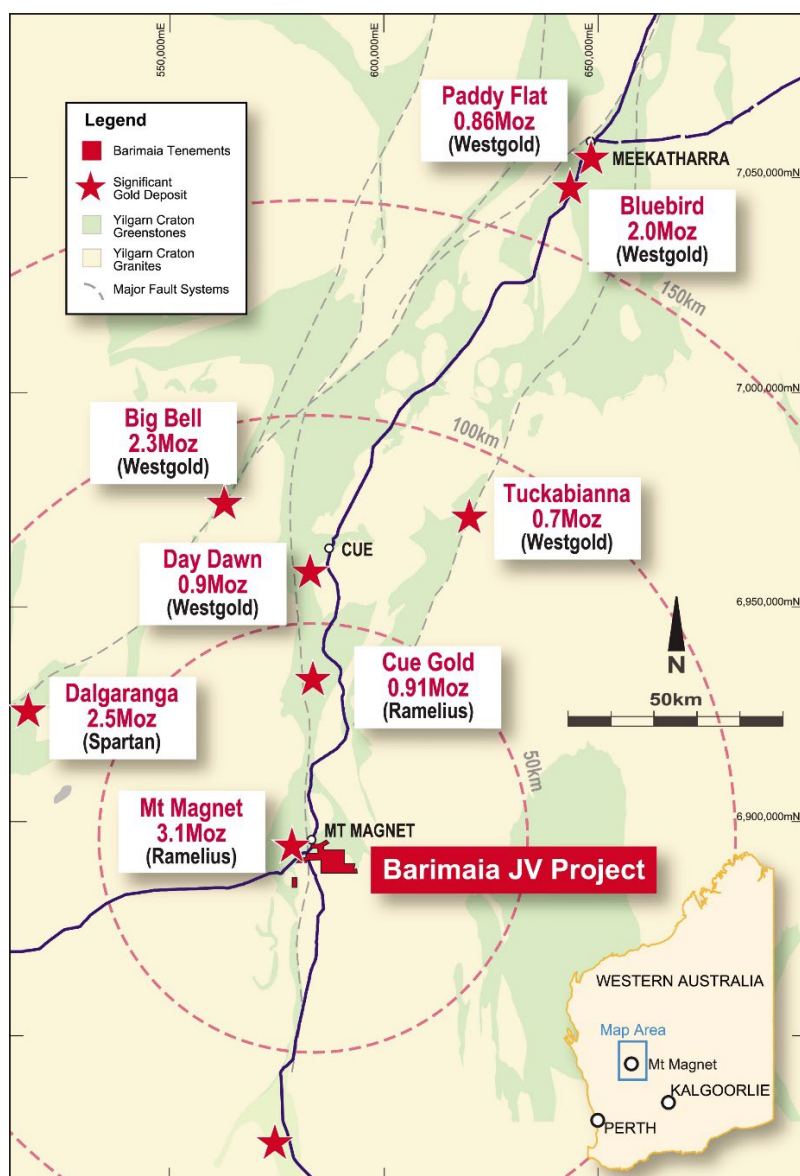 550,000mE
600,000mE
650,000mE
Legend
Barimaia Tenements
Significant
Gold Deposit
Yilgarn Craton
Greenstones
Yilgarn Craton
Granites
Major Fault Systems
Paddy Flat
0.86Moz
(Westgold)
MEEKATHARRA
7,050,000mN
Bluebird
2.0Moz
(Westgold)
150km
7,000,000mN
100km
Big Bell
2.3Moz
(Westgold)
Tuckabianna
0.7Moz
(Westgold)
CUE
Day Dawn
0.9Moz
(Westgold)
6,950,000mN
Cue Gold
0.91Moz
(Ramelius)
N
50km
Dalgaranga
2.5Moz
(Spartan)
50km
6,900,000mN
Mt Magnet
3.1Moz
(Ramelius)
MT MAGNET
Barimaia JV Project
WESTERN AUSTRALIA
Map Area
Mt Magnet
KALGOORLIE
PERTH